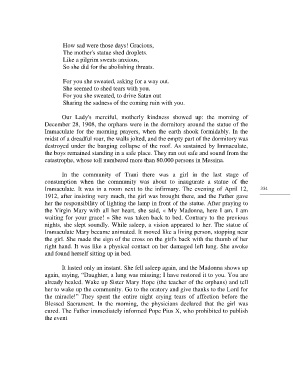 How sad were those days! Gracious,
The mother's statue shed droplets.
Like a pilgrim sweats anxious,
So she did for the abolishing threats.
For you she sweated, asking for a way out.
She seemed to shed tears with you.
For you she sweated, to drive Satan out
Sharing the sadness of the coming ruin with you.
Our Lady's merciful, motherly kindness showed up: the morning of
December 28, 1908, the orphans were in the dormitory around the statue of the
Immaculate for the morning prayers, when the earth shook formidably. In the
midst of a dreadful roar, the walls jolted, and the empty part of the dormitory was
destroyed under the banging collapse of the roof. As sustained by Immaculate,
the boys remained standing in a safe place. They ran out safe and sound from the
catastrophe, whose toll numbered more than 80.000 persons in Messina.
In the community of Trani there was a girl in the last stage of
consumption when the community was about to inaugurate a statue of the
Immaculate. It was in a room next to the infirmary. The evening of April 12,
1912, after insisting very much, the girl was brought there, and the Father gave
her the responsibility of lighting the lamp in front of the statue. After praying to
the Virgin Mary with all her heart, she said, « My Madonna, here I am, I am
waiting for your grace! » She was taken back to bed. Contrary to the previous
nights, she slept soundly. While asleep, a vision appeared to her. The statue of
Immaculate Mary became animated. It moved like a living person, stopping near
the girl. She made the sign of the cross on the girl's back with the thumb of her
right hand. It was like a physical contact on her damaged left lung. She awoke
and found herself sitting up in bed.
It lasted only an instant. She fell asleep again, and the Madonna shows up
again, saying, "Daughter, a lung was missing; I have restored it to you. You are
already healed. Wake up Sister Mary Hope (the teacher of the orphans) and tell
her to wake up the community. Go to the oratory and give thanks to the Lord for
the miracle!" They spent the entire night crying tears of affection before the
Blessed Sacrament. In the morning, the physicians declared that the girl was
cured. The Father immediately informed Pope Pius X, who prohibited to publish
the event